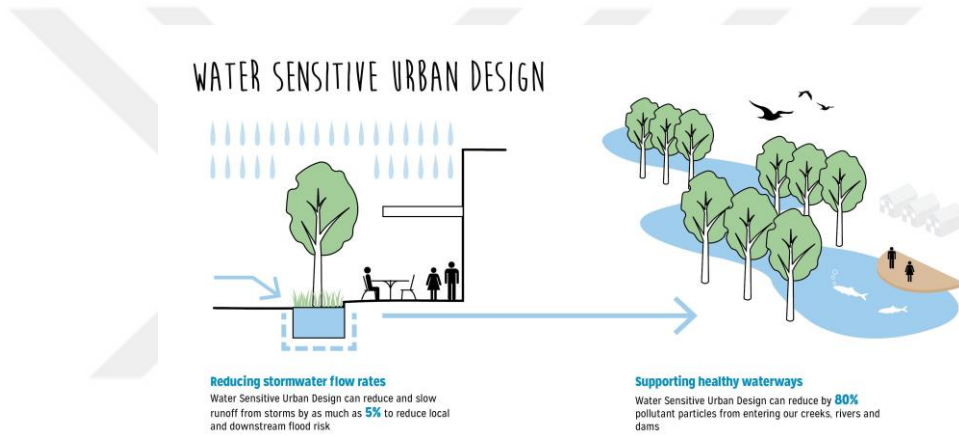 WATER SENSITIVE URBAN DESIGN
Reducing stormwater flow rates
Water Sensitive Urban Design can reduce and slow
runoff from storms by as much as 5% to reduce local
and downstream flood risk
Supporting healthy waterways
Water Sensitive Urban Design can reduce by 80%
pollutant particles from entering our creeks, rivers and
dams